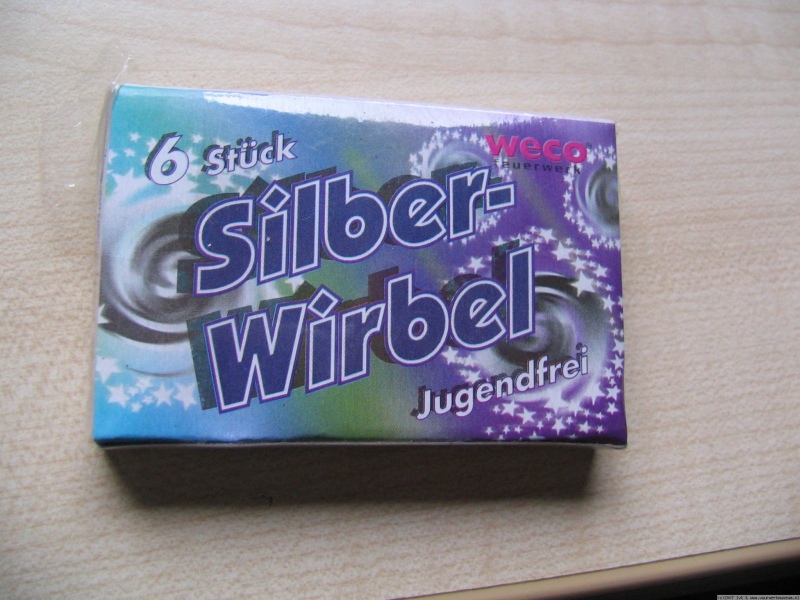 6 Stück
weco
feuerwerk
Silber-
Wirbel
Jugendfrei